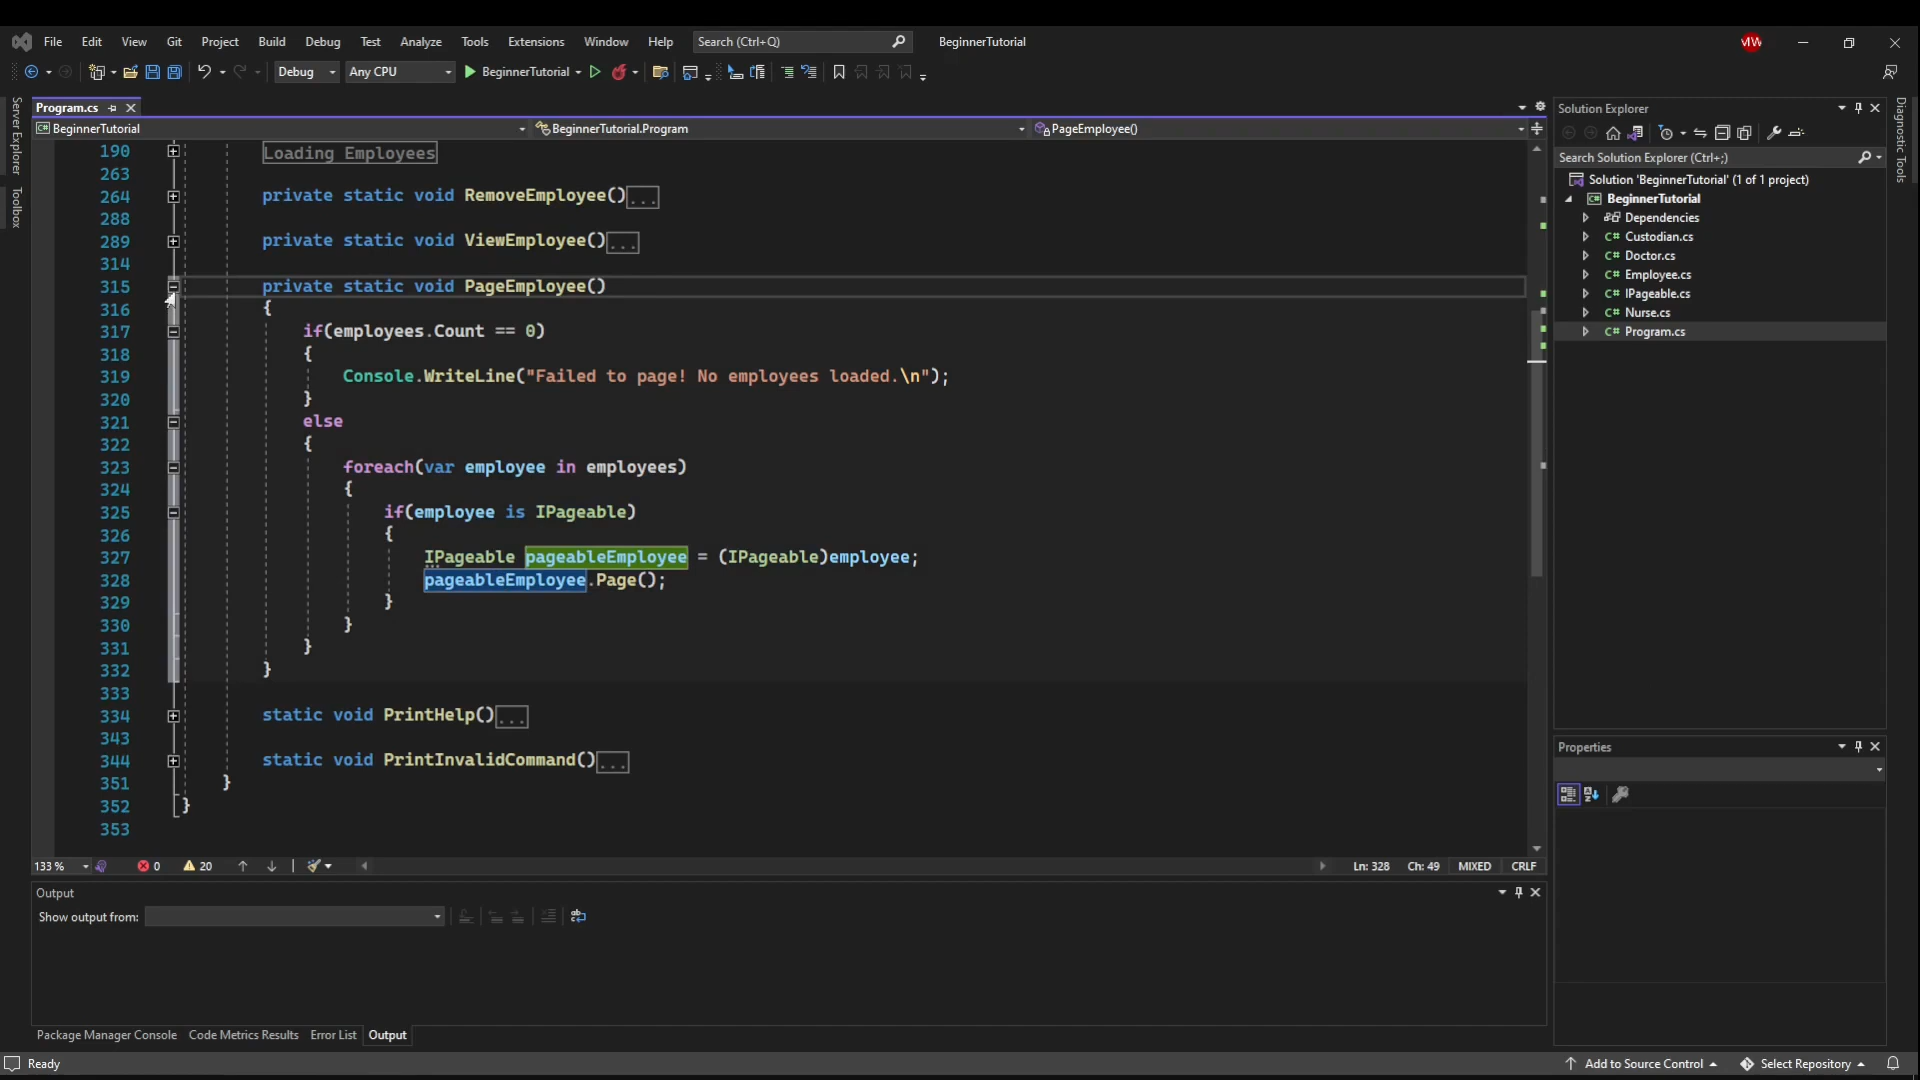 File Edit View Git Project Build Debug Test Analyze Tools Extensions Window Help Search (Ctrl+Q) BeginnerTutorial MW
Debug Any CPU BeginnerTutorial
Server Explorer
Toolbox
Program.cs
BeginnerTutorial BeginnerTutorial.Program PageEmployee()
190 Loading Employees
263
264 private static void RemoveEmployee()...
288
289 private static void ViewEmployee()...
314
315 private static void PageEmployee()
316 {
317 if(employees.Count == 0)
318 {
319 Console.WriteLine("Failed to page! No employees loaded.\n");
320 }
321 else
322 {
323 foreach(var employee in employees)
324 {
325 if(employee is IPageable)
326 {
327 IPageable pageableEmployee = (IPageable)employee;
328 pageableEmployee.Page();
329 }
330 }
331 }
332 }
333
334 static void PrintHelp()...
343
344 static void PrintInvalidCommand()...
351 }
352 }
353
133 % 0 20 Ln: 328 Ch: 49 MIXED CRLF
Output
Show output from:
Package Manager Console Code Metrics Results Error List Output
Solution Explorer
Search Solution Explorer (Ctrl+;)
Solution 'BeginnerTutorial' (1 of 1 project)
C# BeginnerTutorial
Dependencies
C# Custodian.cs
C# Doctor.cs
C# Employee.cs
C# IPageable.cs
C# Nurse.cs
C# Program.cs
Properties
Diagnostic Tools
Ready Add to Source Control Select Repository